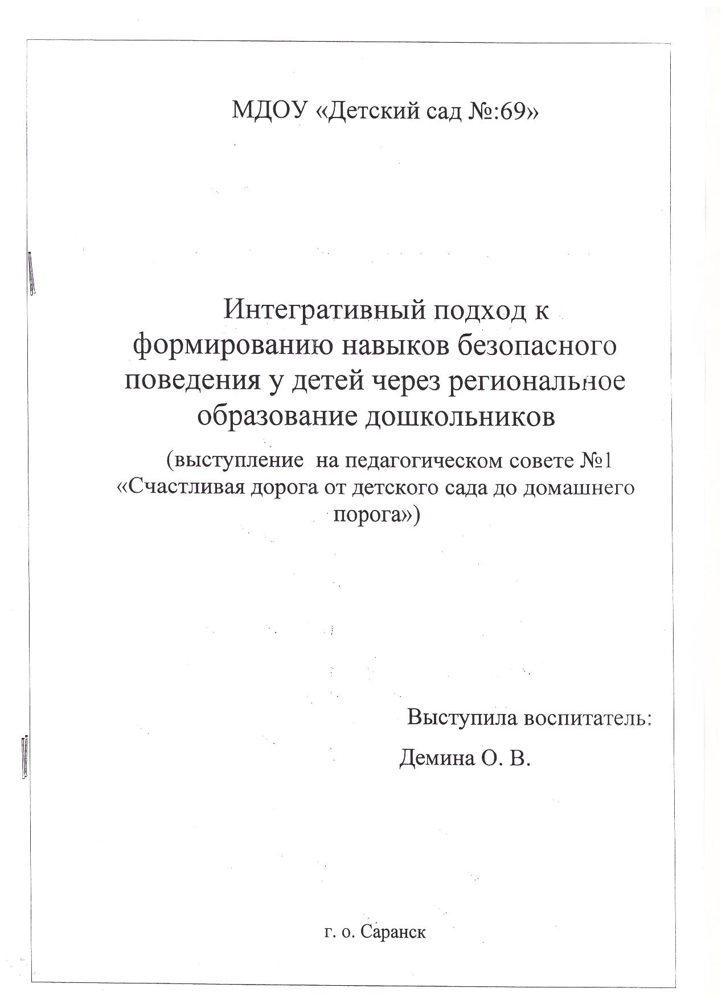 МДОУ «Детский сад №:69»
Интегративный подход к
формированию навыков безопасного
поведения у детей через региональное
образование дошкольников
(выступление на педагогическом совете №1
«Счастливая дорога от детского сада до домашнего
порога»)
Выступила воспитатель:
Демина О. В.
г. о. Саранск